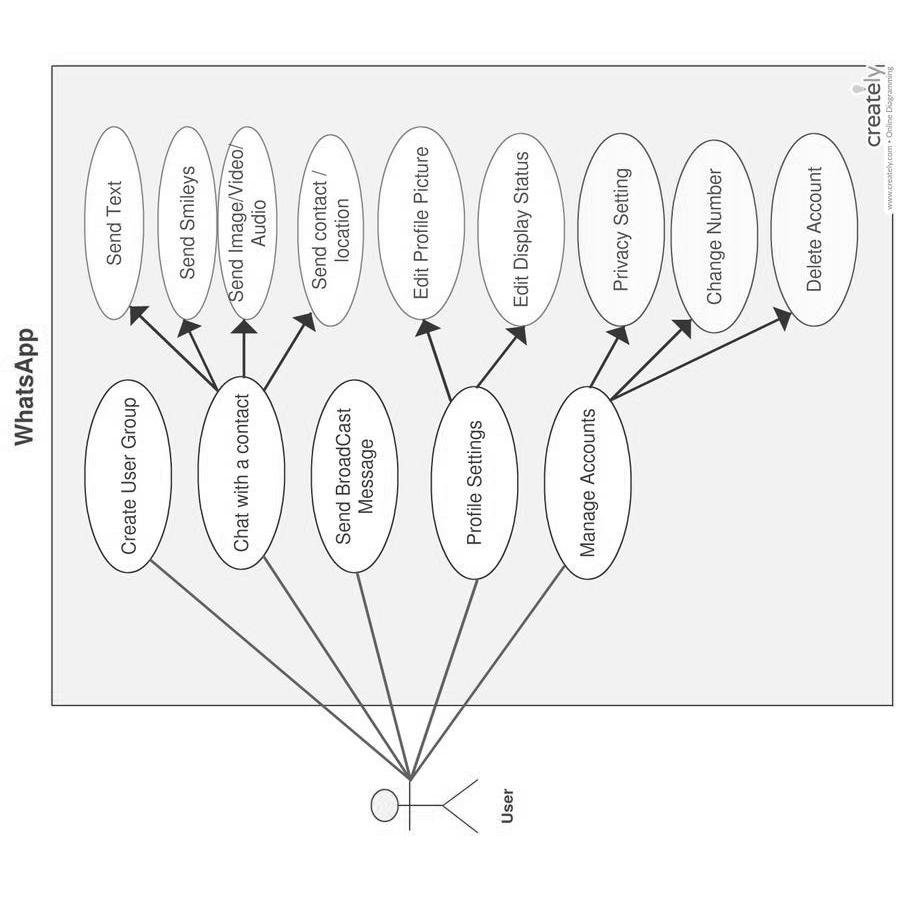 WhatsApp
Create User Group
Chat with a contact
Send BroadCast
Message
Profile Settings
Manage Accounts
Send Text
Send Smileys
Send Image/Video/
Audio
Send contact /
location
Edit Profile Picture
Edit Display Status
Privacy Setting
Change Number
Delete Account
User
creately
www.creately.com • Online Diagramming